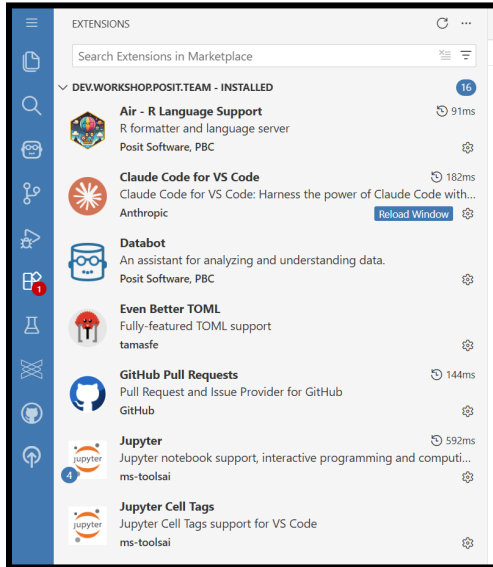 EXTENSIONS
Search Extensions in Marketplace
DEV.WORKSHOP.POSIT.TEAM - INSTALLED
16
Air - R Language Support
91ms
R formatter and language server
Posit Software, PBC
Claude Code for VS Code
182ms
Claude Code for VS Code: Harness the power of Claude Code with...
Anthropic
Reload Window
Databot
An assistant for analyzing and understanding data.
Posit Software, PBC
1
Even Better TOML
Fully-featured TOML support
tamasfe
GitHub Pull Requests
144ms
Pull Request and Issue Provider for GitHub
GitHub
Jupyter
592ms
jupyter
Jupyter notebook support, interactive programming and computi...
4
ms-toolsai
Jupyter Cell Tags
jupyter
Jupyter Cell Tags support for VS Code
ms-toolsai